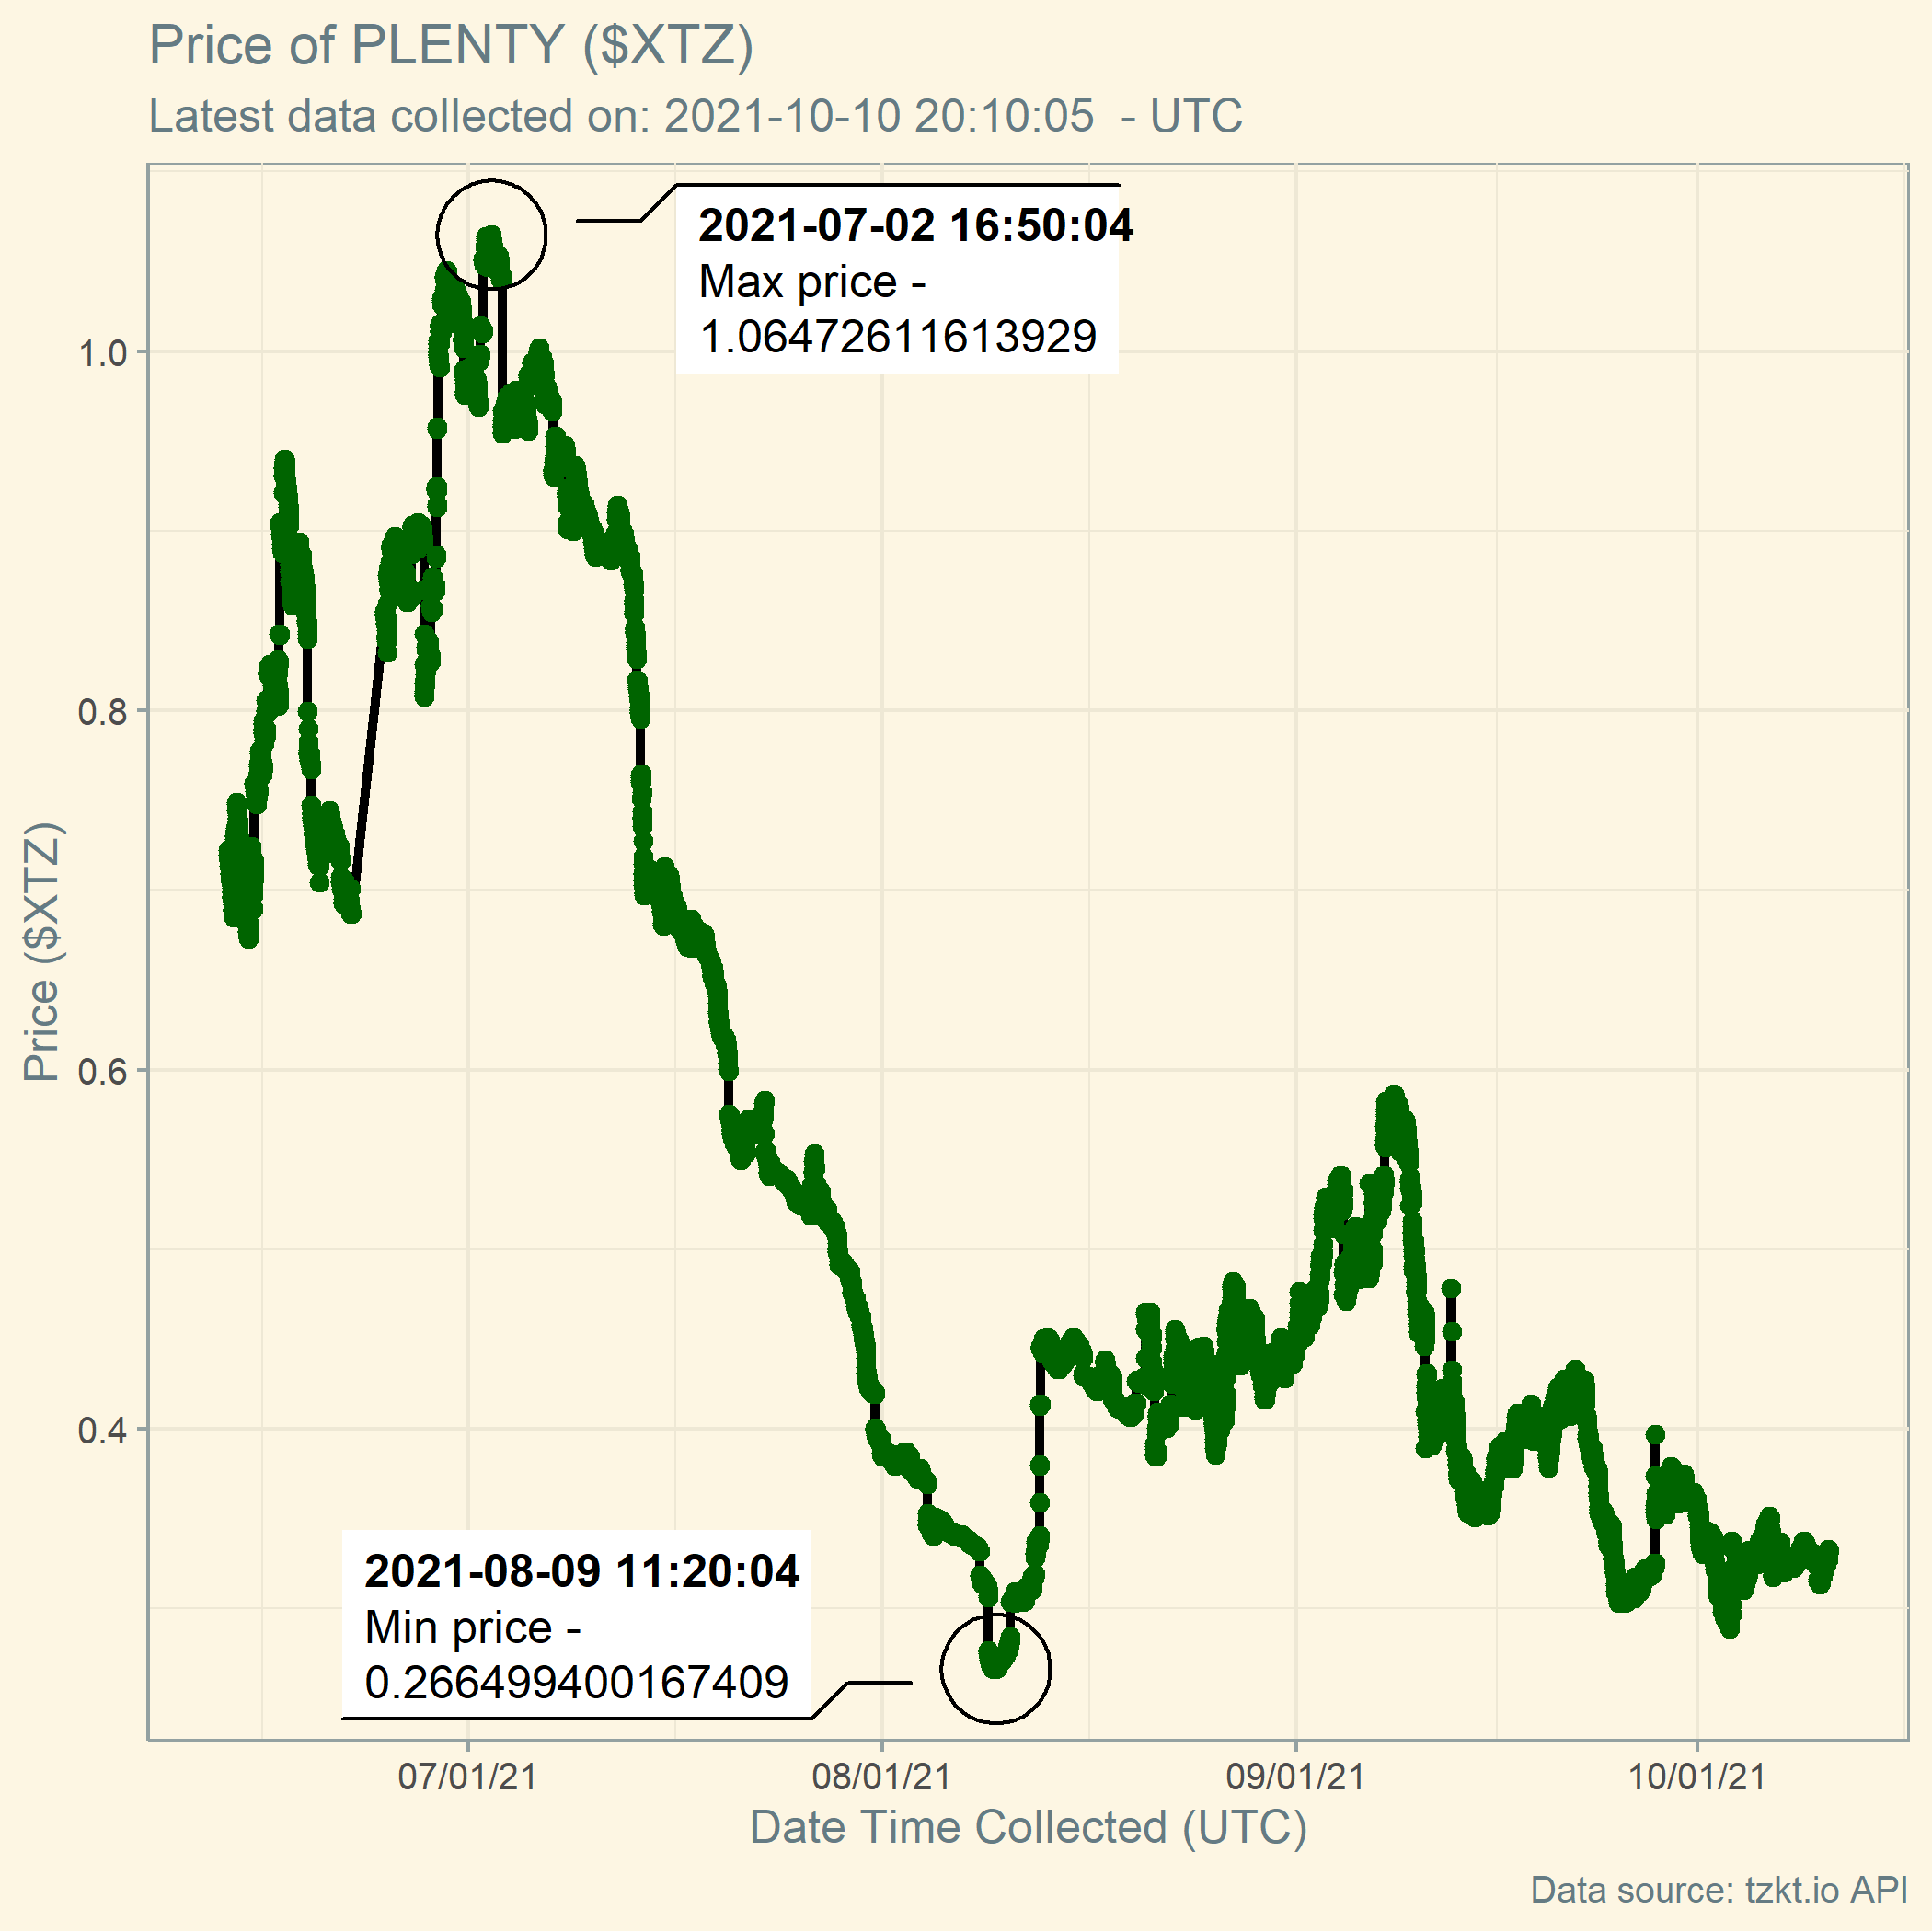 Price of PLENTY ($XTZ)
Latest data collected on: 2021-10-10 20:10:05  - UTC
2021-07-02 16:50:04
Max price -
1.06472611613929
1.0
0.8
0.6
0.4
Price ($XTZ)
2021-08-09 11:20:04
Min price -
0.266499400167409
07/01/21
08/01/21
09/01/21
10/01/21
Date Time Collected (UTC)
Data source: tzkt.io API